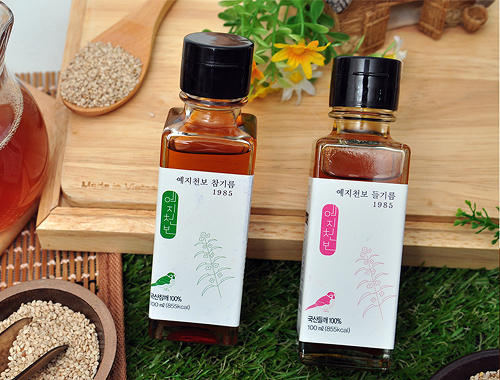 예지천보 참기름
1985
예지천보
국산참깨 100%
100 ml (855kcal)
예지천보 들기름
1985
예지천보
국산들깨 100%
100 ml (855kcal)
Made in